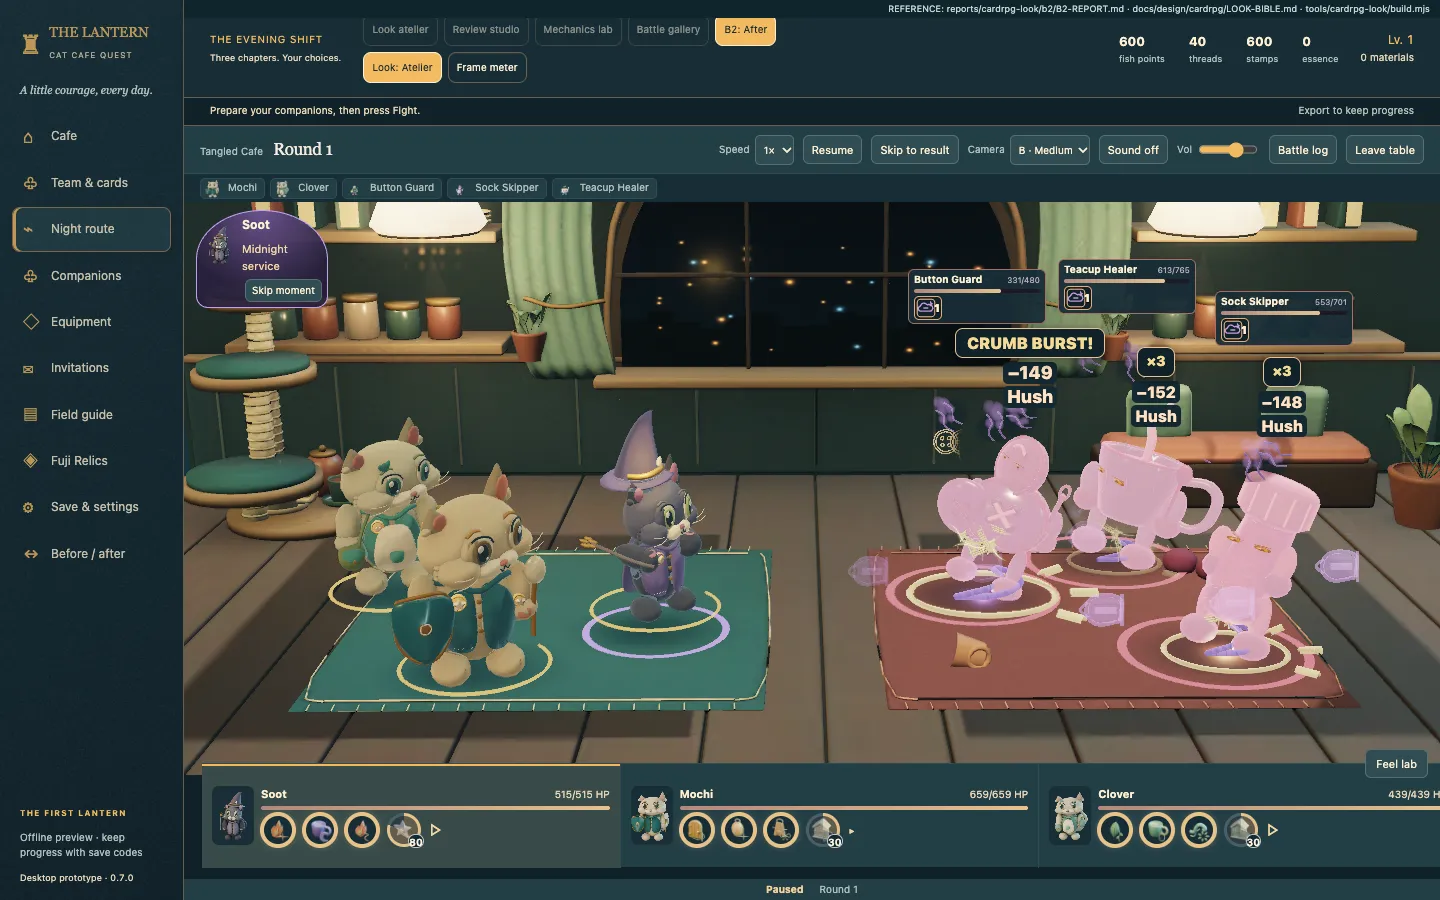 REFERENCE: reports/cardrpg-look/b2/B2-REPORT.md · docs/design/cardrpg/LOOK-BIBLE.md · tools/cardrpg-look/build.mjs
THE LANTERN
CAT CAFE QUEST
A little courage, every day.
Cafe
Team & cards
Night route
Companions
Equipment
Invitations
Field guide
Fuji Relics
Save & settings
Before / after
THE FIRST LANTERN
Offline preview · keep
progress with save codes
Desktop prototype · 0.7.0
THE EVENING SHIFT
Three chapters. Your choices.
Look atelier
Review studio
Mechanics lab
Battle gallery
B2: After
Look: Atelier
Frame meter
600
fish points
40
threads
600
stamps
0
essence
Lv. 1
0 materials
Prepare your companions, then press Fight.
Export to keep progress
Tangled Cafe
Round 1
Speed
1x
Resume
Skip to result
Camera
B · Medium
Sound off
Vol
Battle log
Leave table
Mochi
Clover
Button Guard
Sock Skipper
Teacup Healer
Soot
Midnight
service
Skip moment
Button Guard
331/480
1
Teacup Healer
613/765
1
Sock Skipper
553/701
1
CRUMB BURST!
−149
Hush
×3
−152
Hush
×3
−148
Hush
Feel lab
Soot
515/515 HP
80
Mochi
659/659 HP
30
Clover
439/439 H
30
Paused
Round 1